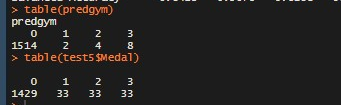 > table(predgym)
predgym
0 1 2 3
1514 2 4 8
> table(test5$Medal)
0 1 2 3
1429 33 33 33
>